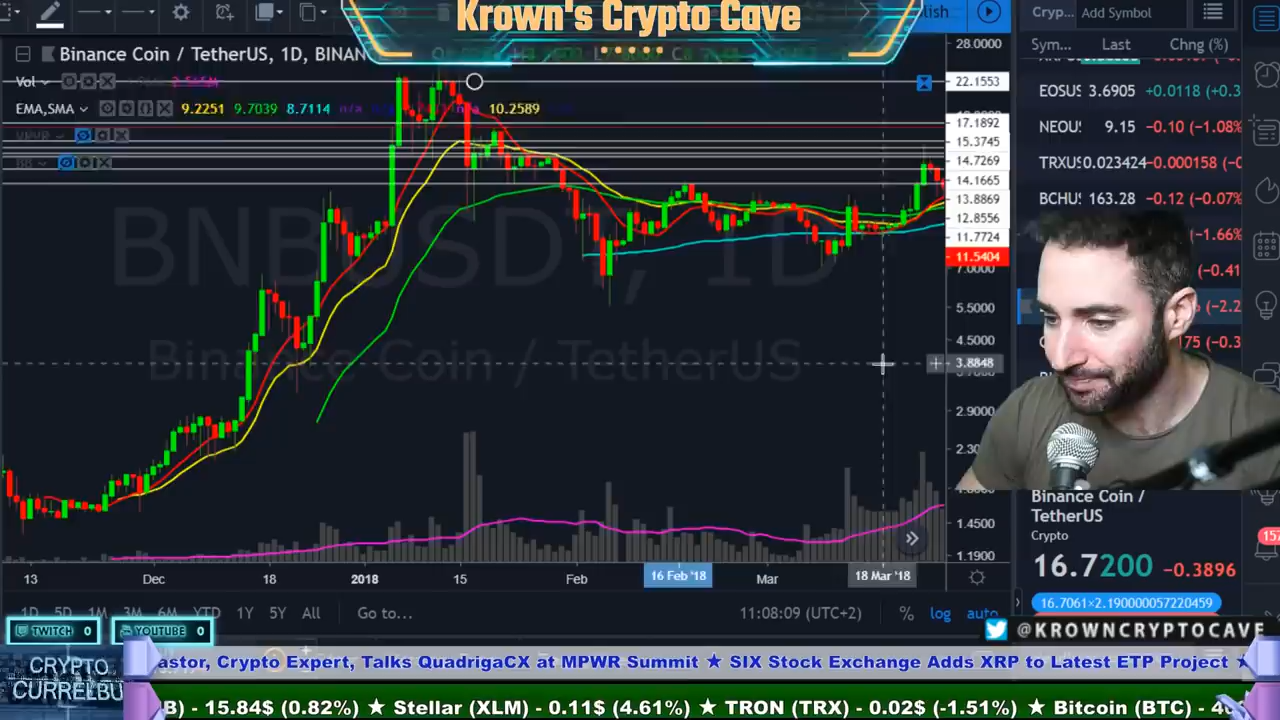 Krown's Crypto Cave
Cryp... Add Symbol
Binance Coin / TetherUS, 1D, BINAN
28.0000
Sym... Last Chng (%)
Vol
22.1553
EOSUS 3.6905 +0.0118 (+0.3
EMA,SMA 9.2251 9.7039 8.7114 n/a 10.2589
17.1892
NEOU: 9.15 -0.10 (-1.08%
VPVR
15.3745
BB
14.7269
TRXUS 0.023424 -0.000158 (-0
14.1665
BCHUS 163.28 -0.12 (-0.07%
13.8869
12.8556
-1.66%
11.7724
BNBUSDT, 1D
11.5404
7.0000
-0.41
5.5000
(-2.2
4.5000
(-0.3
Binance Coin / TetherUS
3.8848
2.9000
Binance Coin /
TetherUS
Crypto
1.4500
1.1900
16.7200 -0.3896
13 Dec 18 2018 15 Feb 16 Feb '18 Mar 18 Mar '18
16.7061×2.190000057220459
1D 5D 1M 3M 6M YTD 1Y 5Y All Go to... 11:08:09 (UTC+2) % log auto
TWITCH 0 YOUTUBE 0
@KROWNCRYPTOCAVE
CRYPTO
CURRELBU
astor, Crypto Expert, Talks QuadrigaCX at MPWR Summit ★ SIX Stock Exchange Adds XRP to Latest ETP Project ★
B) - 15.84$ (0.82%) ★ Stellar (XLM) - 0.11$ (4.61%) ★ TRON (TRX) - 0.02$ (-1.51%) ★ Bitcoin (BTC) - 40